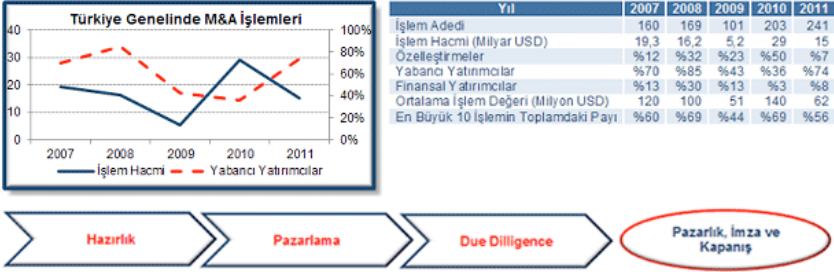 Türkiye Genelinde M&A İşlemleri
40 100%
30 80%
60%
20
40%
10
20%
0 0%
2007 2008 2009 2010 2011
İşlem Hacmi Yabancı Yatırımcılar
Yıl 2007 2008 2009 2010 2011
İşlem Adedi 160 169 101 203 241
İşlem Hacmi (Milyar USD) 19,3 16,2 5,2 29 15
Özelleştirmeler %12 %32 %23 %50 %7
Yabancı Yatırımcılar %70 %85 %43 %36 %74
Finansal Yatırımcılar %13 %30 %13 %3 %8
Ortalama İşlem Değeri (Milyon USD) 120 100 51 140 62
En Büyük 10 İşlemin Toplamdaki Payı %60 %69 %44 %69 %56
Hazırlık
Pazarlama
Due Dilligence
Pazarlık, İmza ve
Kapanış